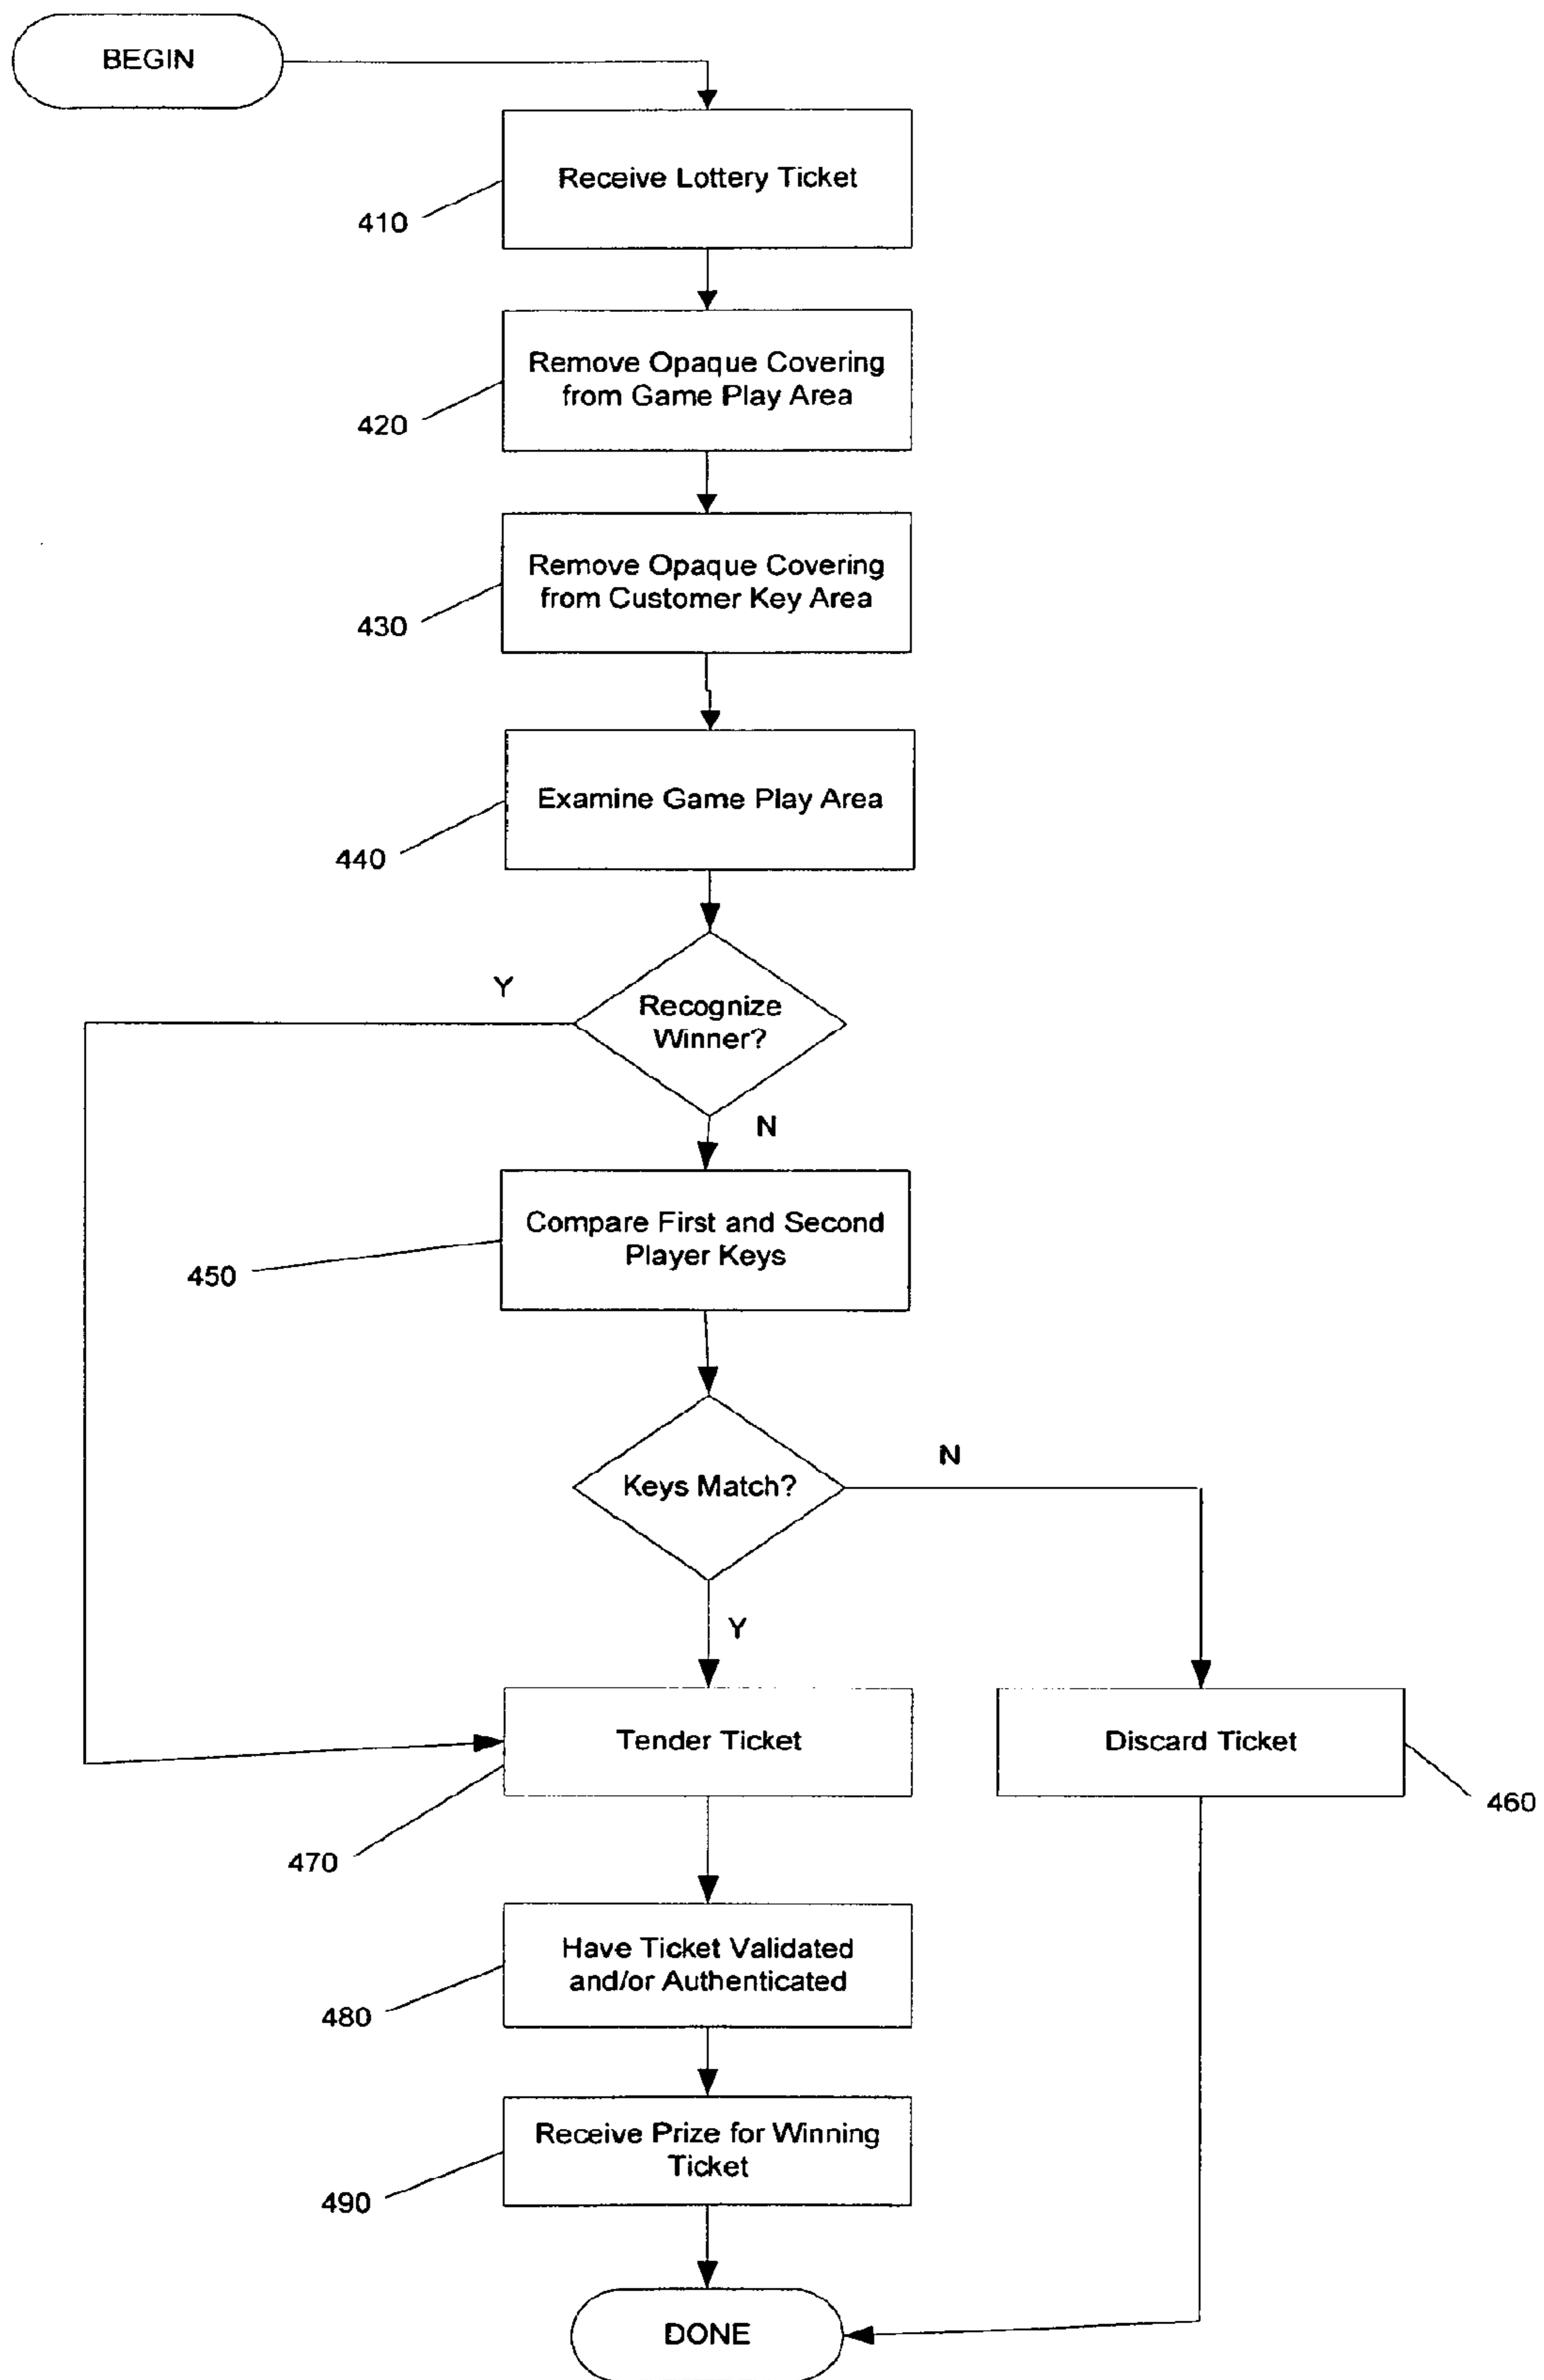 BEGIN
Receive Lottery Ticket
410
Remove Opaque Covering
from Game Play Area
420
Remove Opaque Covering
from Customer Key Area
430
Examine Game Play Area
440
Y
Recognize
Winner?
N
Compare First and Second
Player Keys
450
N
Keys Match?
Y
Tender Ticket
Discard Ticket
460
470
Have Ticket Validated
and/or Authenticated
480
Receive Prize for Winning
Ticket
490
DONE